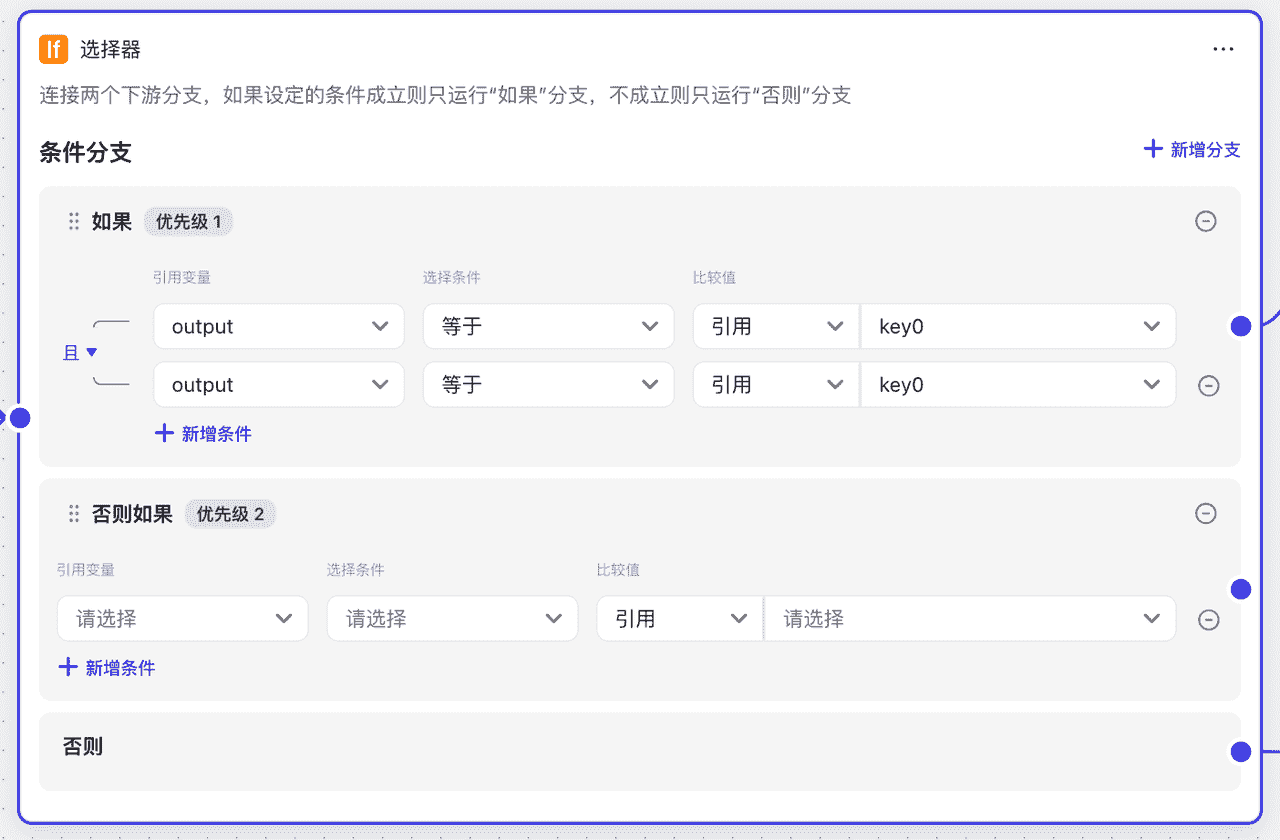 If 选择器
连接两个下游分支，如果设定的条件成立则只运行“如果”分支，不成立则只运行“否则”分支
条件分支
新增分支
如果 优先级 1
引用变量 选择条件 比较值
output 等于 引用 key0
且
output 等于 引用 key0
新增条件
否则如果 优先级 2
引用变量 选择条件 比较值
请选择 请选择 引用 请选择
新增条件
否则